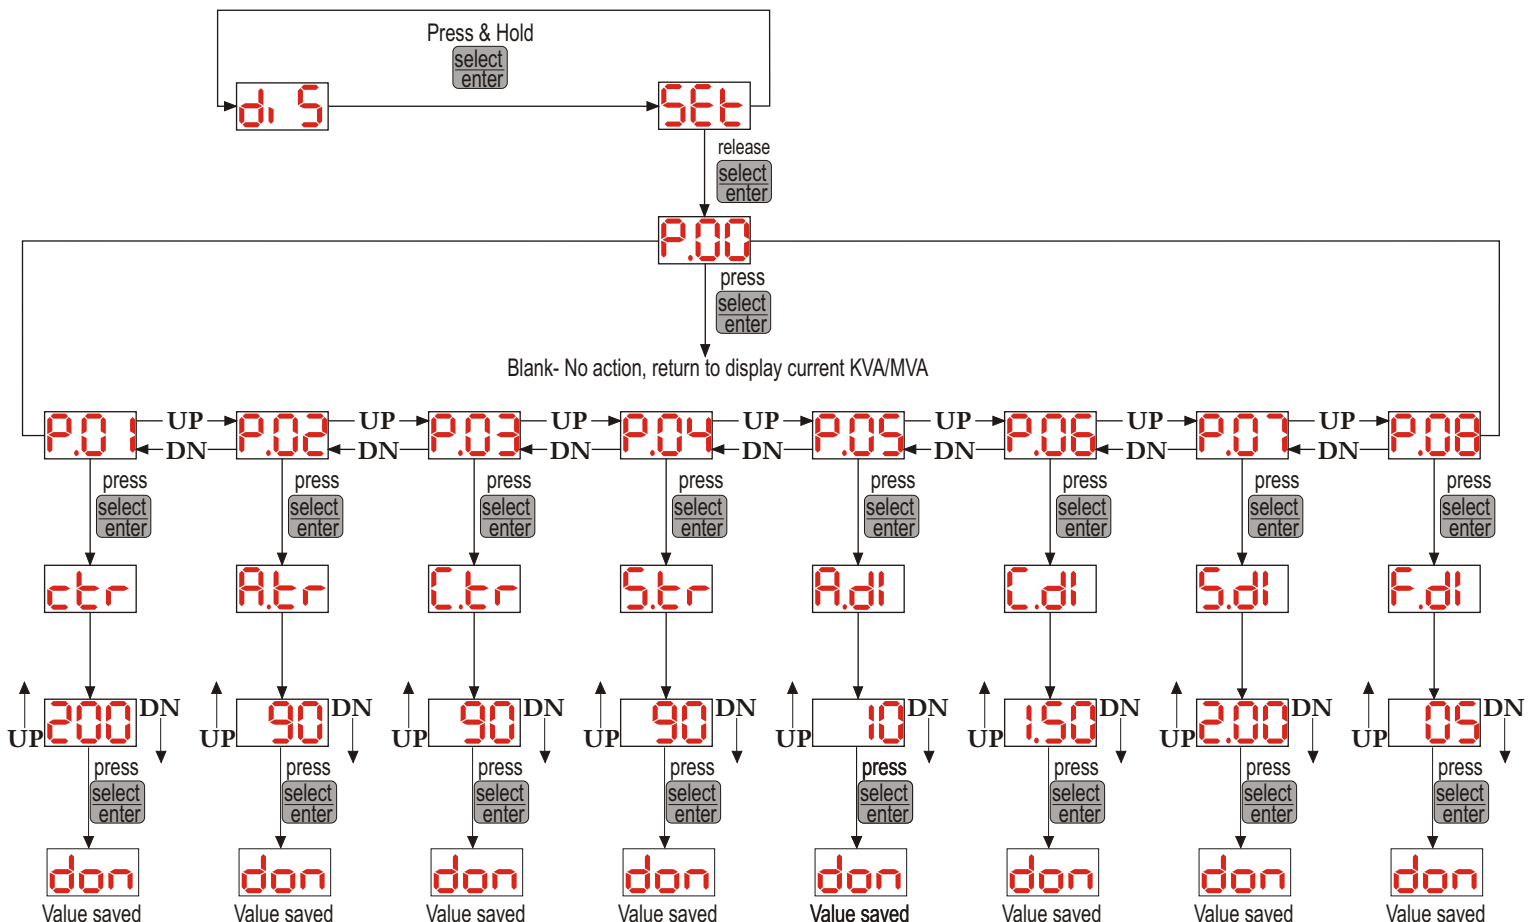 Press & Hold
select
enter
di S
SEt
release
select
enter
P.00
press
select
enter
Blank- No action, return to display current KVA/MVA
P.01 UP DN P.02 UP DN P.03 UP DN P.04 UP DN P.05 UP DN P.06 UP DN P.07 UP DN P.08
press press press press press press press press
select select select select select select select select
enter enter enter enter enter enter enter enter
ctr A.tr C.tr S.tr A.dl C.dl S.dl F.dl
UP 200 DN UP 90 DN UP 90 DN UP 90 DN UP 10 DN UP 1.50 DN UP 2.00 DN UP 05 DN
press press press press press press press press
select select select select select select select select
enter enter enter enter enter enter enter enter
don don don don don don don don
Value saved Value saved Value saved Value saved Value saved Value saved Value saved Value saved